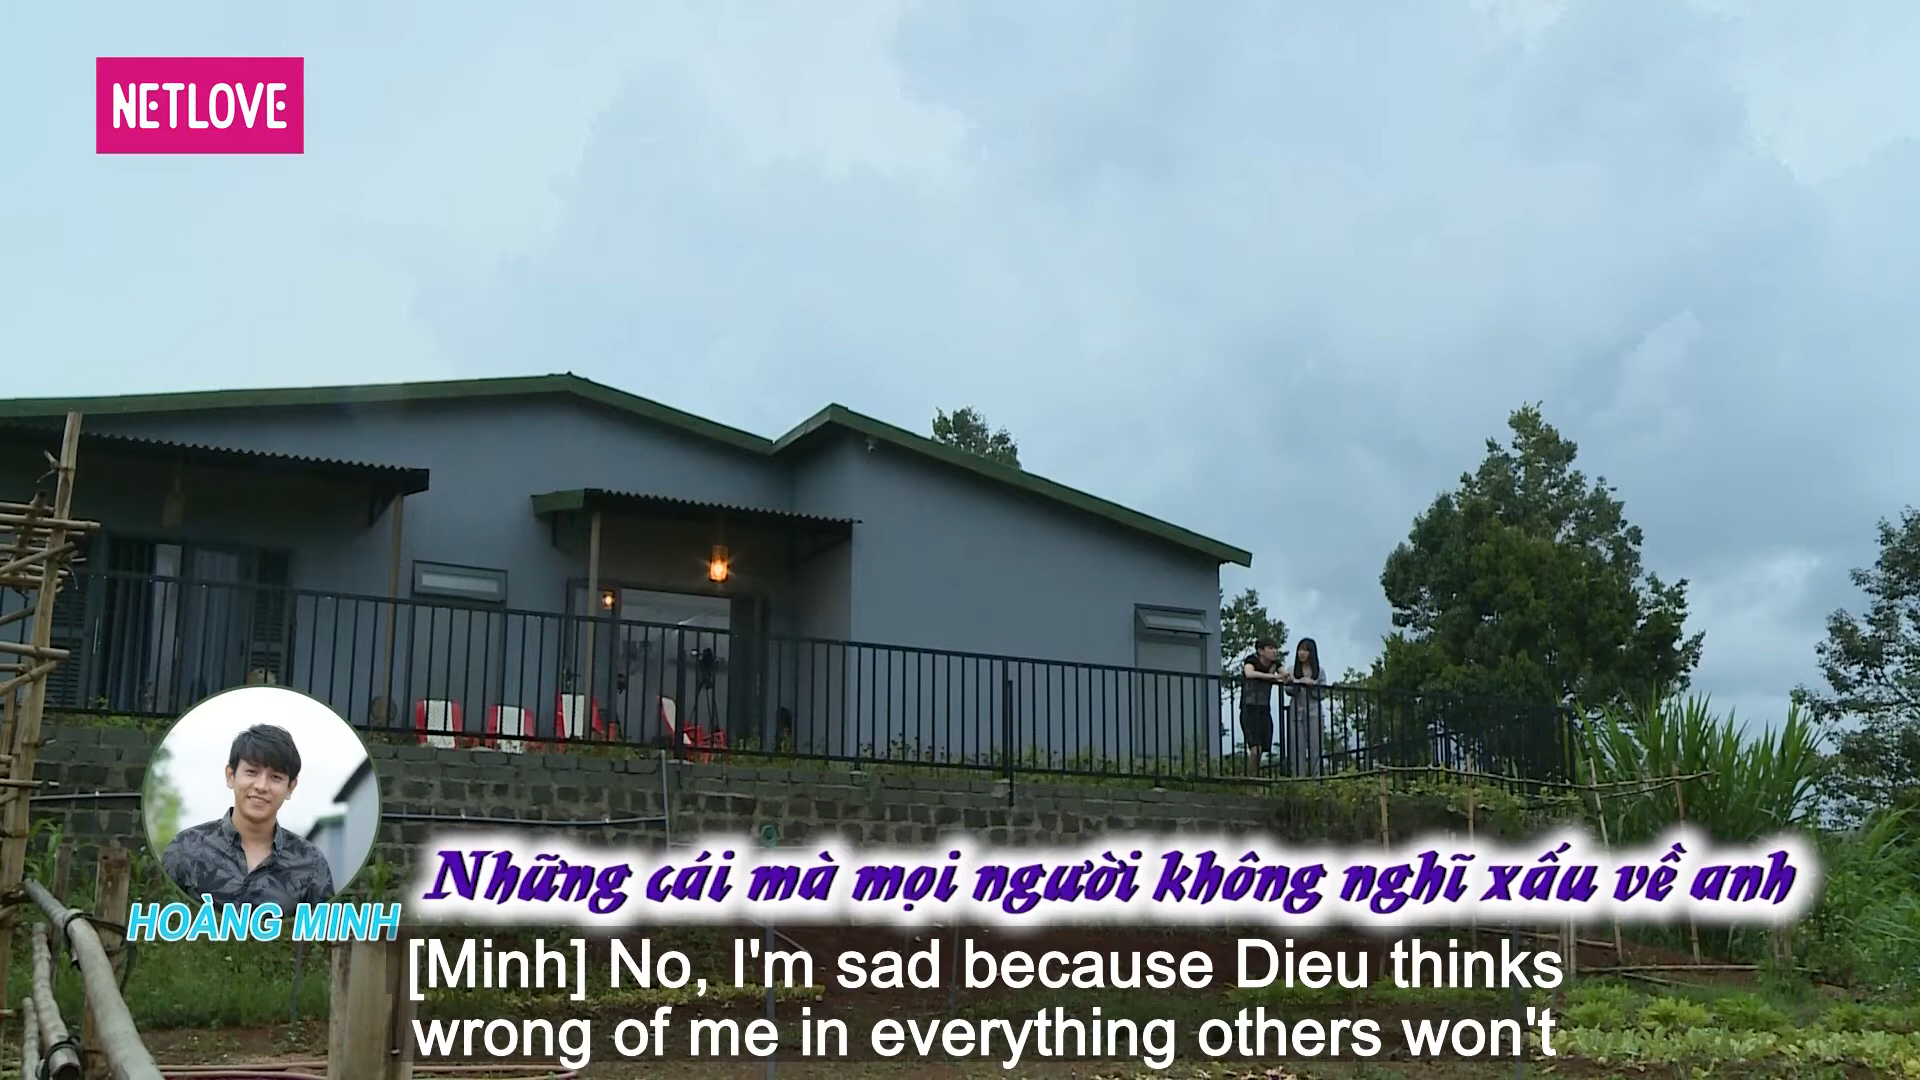 NETLOVE
Những cái mà mọi người không nghĩ xấu về anh
HOÀNG MINH
[Minh] No, I'm sad because Dieu thinks
wrong of me in everything others won't